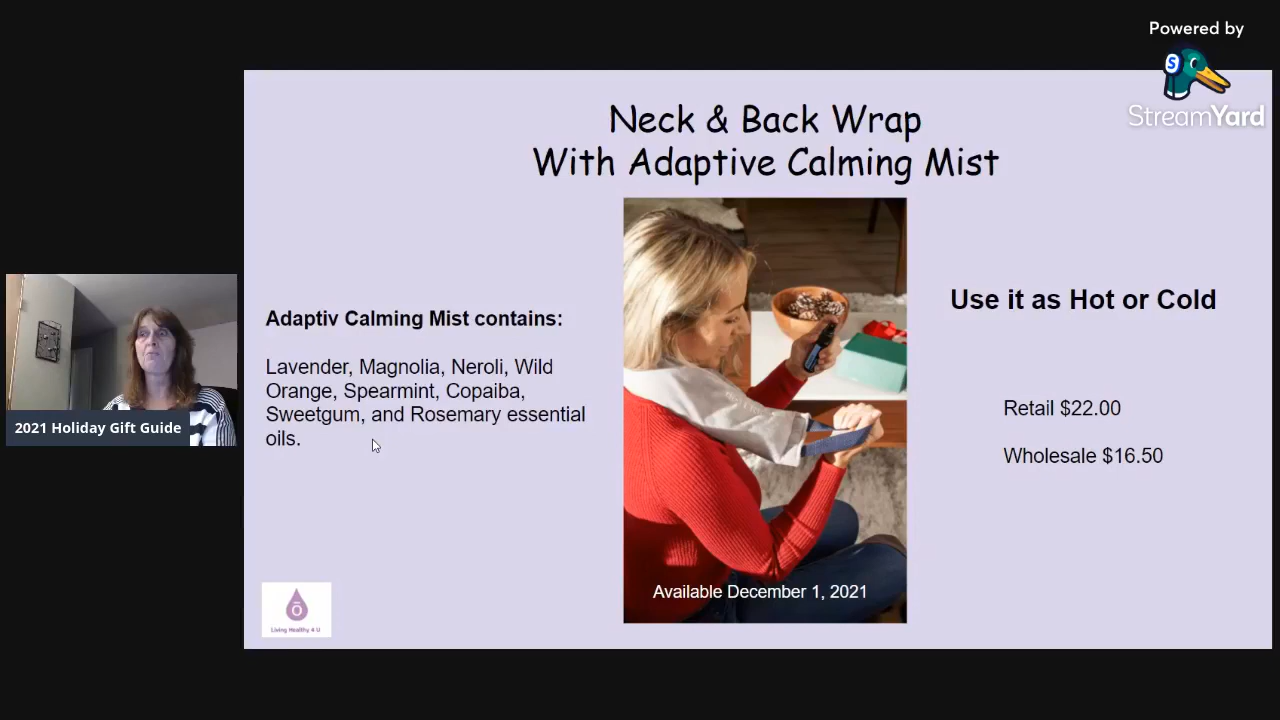 Powered by
StreamYard
Neck & Back Wrap
With Adaptive Calming Mist
Adaptiv Calming Mist contains:
Lavender, Magnolia, Neroli, Wild
Orange, Spearmint, Copaiba,
Sweetgum, and Rosemary essential
oils.
Use it as Hot or Cold
Retail $22.00
Wholesale $16.50
2021 Holiday Gift Guide
Available December 1, 2021
Living Healthy 4 U